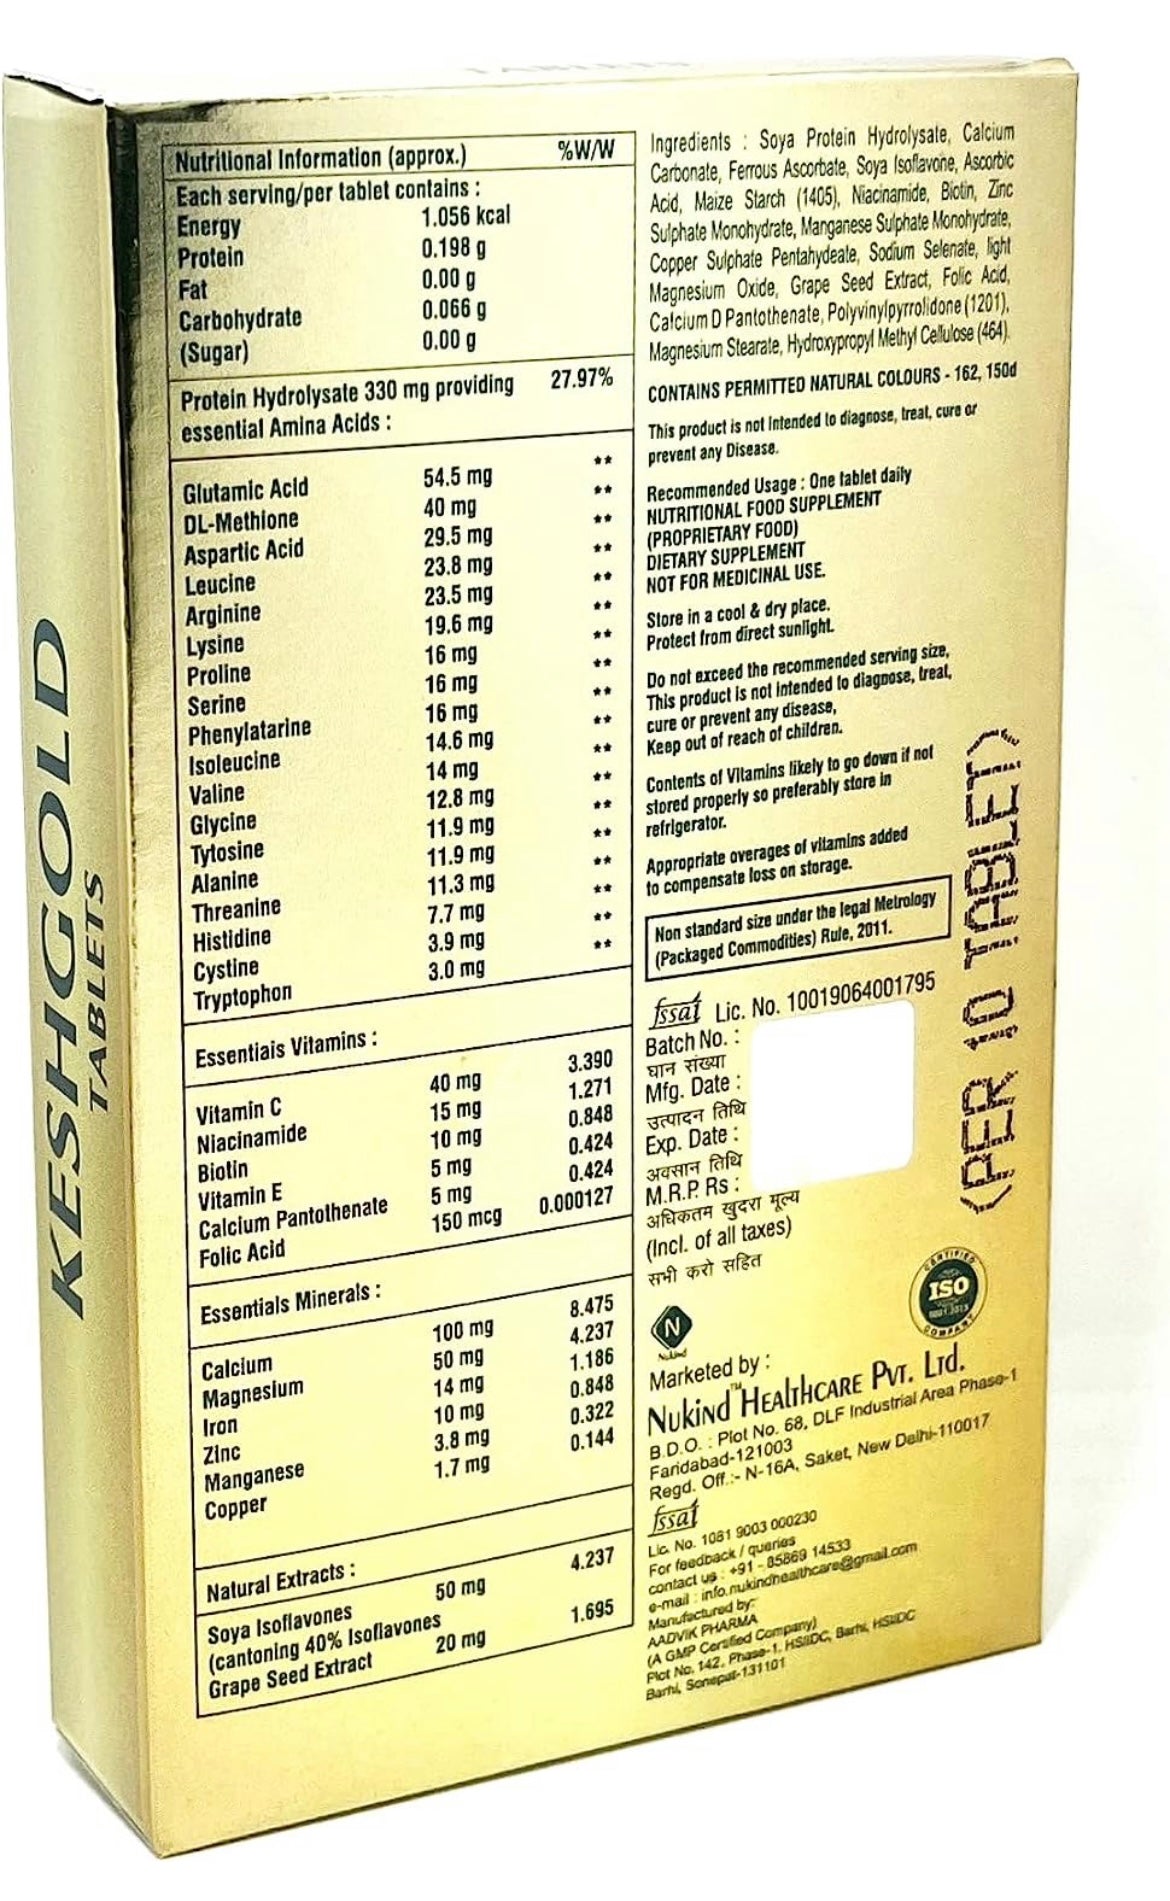 KESHGOLD
TABLETS
Nutritional Information (approx.) %W/W
Each serving/per tablet contains :
Energy 1.056 kcal
Protein 0.198 g
Fat 0.00 g
Carbohydrate 0.066 g
(Sugar) 0.00 g
Protein Hydrolysate 330 mg providing 27.97%
essential Amina Acids :
Glutamic Acid 54.5 mg **
DL-Methione 40 mg **
Aspartic Acid 29.5 mg **
Leucine 23.8 mg **
Arginine 23.5 mg **
Lysine 19.6 mg **
Proline 16 mg **
Serine 16 mg **
Phenylatarine 16 mg **
Isoleucine 14.6 mg **
Valine 14 mg **
Glycine 12.8 mg **
Tytosine 11.9 mg **
Alanine 11.9 mg **
Threanine 11.3 mg **
Histidine 7.7 mg **
Cystine 3.9 mg **
Tryptophon 3.0 mg **
Essentiais Vitamins :
Vitamin C 40 mg 3.390
Niacinamide 15 mg 1.271
Biotin 10 mg 0.848
Vitamin E 5 mg 0.424
Calcium Pantothenate 5 mg 0.424
Folic Acid 150 mcg 0.000127
Essentials Minerals :
Calcium 100 mg 8.475
Magnesium 50 mg 4.237
Iron 14 mg 1.186
Zinc 10 mg 0.848
Manganese 3.8 mg 0.322
Copper 1.7 mg 0.144
Natural Extracts :
Soya Isoflavones 50 mg 4.237
(cantoning 40% Isoflavones
Grape Seed Extract 20 mg 1.695
Ingredients : Soya Protein Hydrolysate, Calcium
Carbonate, Ferrous Ascorbate, Soya Isoflavone, Ascorbic
Acid, Maize Starch (1405), Niacinamide, Biotin, Zinc
Sulphate Monohydrate, Manganese Sulphate Monohydrate,
Copper Sulphate Pentahydeate, Sodium Selenate, light
Magnesium Oxide, Grape Seed Extract, Folic Acid,
Calcium D Pantothenate, Polyvinylpyrrolidone (1201),
Magnesium Stearate, Hydroxypropyl Methyl Cellulose (464).
CONTAINS PERMITTED NATURAL COLOURS - 162, 150d
This product is not Intended to diagnose, treat, cure or
prevent any Disease.
Recommended Usage : One tablet daily
NUTRITIONAL FOOD SUPPLEMENT
(PROPRIETARY FOOD)
DIETARY SUPPLEMENT
NOT FOR MEDICINAL USE.
Store in a cool & dry place.
Protect from direct sunlight.
Do not exceed the recommended serving size,
This product is not intended to diagnose, treat,
cure or prevent any disease,
Keep out of reach of children.
Contents of Vitamins likely to go down if not
stored properly so preferably store in
refrigerator.
Appropriate overages of vitamins added
to compensate loss on storage.
Non standard size under the legal Metrology
(Packaged Commodities) Rule, 2011.
fssai Lic. No. 10019064001795
Batch No. :
घान संख्या
Mfg. Date :
उत्पादन तिथि
Exp. Date :
अवसान तिथि
M.R.P. Rs :
अधिकतम खुदरा मूल्य
(Incl. of all taxes)
सभी करो सहित
(PER 10 TABLET)
CERTIFIED
ISO
9001:2015
COMPANY
N
Nukind
Marketed by :
Nukind™ Healthcare Pvt. Ltd.
B.D.O. : Plot No. 68, DLF Industrial Area Phase-1
Faridabad-121003
Regd. Off.:- N-16A, Saket, New Delhi-110017
fssai
Lic. No. 1081 9003 000230
For feedback / queries
contact us : +91 - 85869 14533
e-mail : info.nukindhealthcare@gmail.com
Manufactured by:
AADVIK PHARMA
(A GMP Certified Company)
Plot No. 142, Phase-1, HSIIDC, Barhi, HSIIDC
Barhi, Sonepat-131101